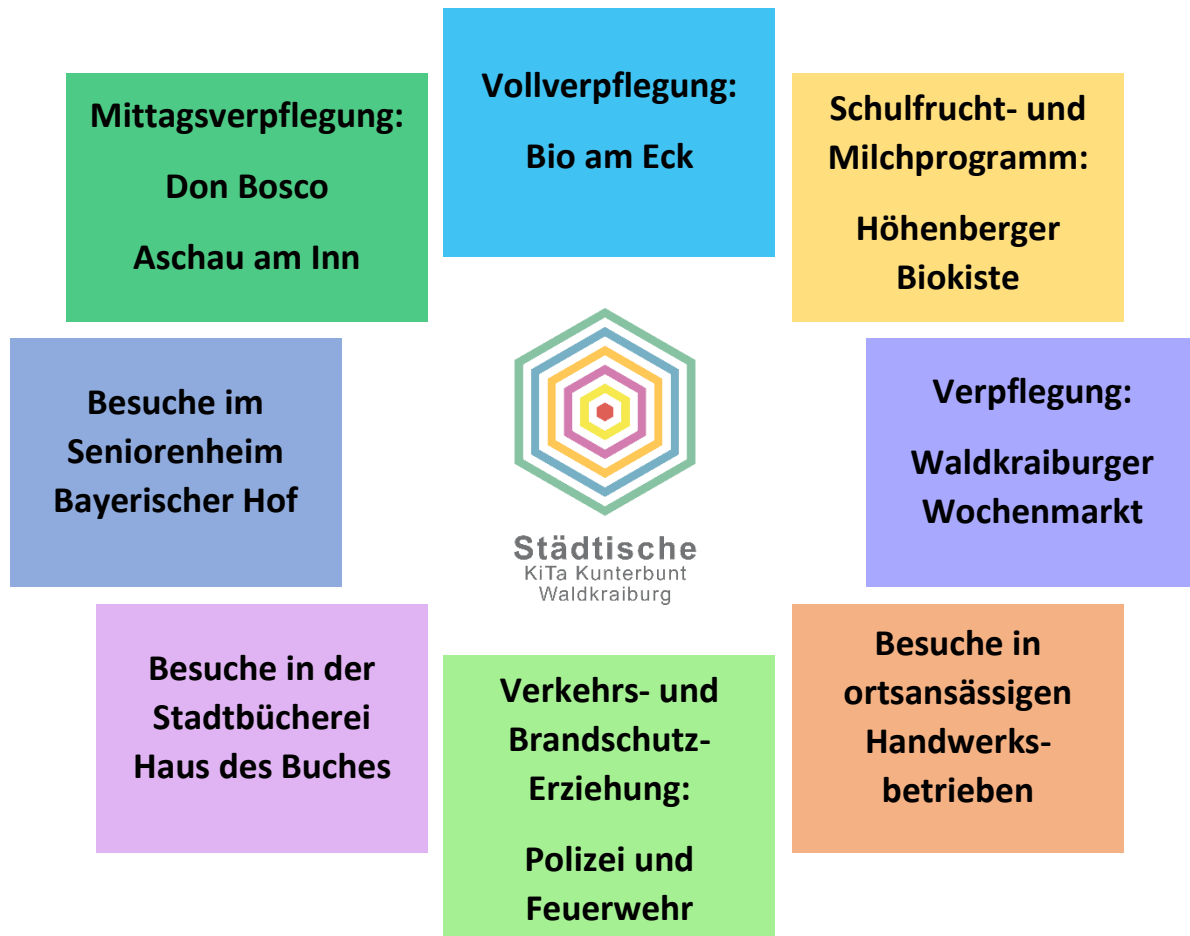 Vollverpflegung:
Bio am Eck
Mittagsverpflegung:
Don Bosco
Aschau am Inn
Schulfrucht- und
Milchprogramm:
Höhenberger
Biokiste
Besuche im
Seniorenheim
Bayerischer Hof
Städtische
KiTa Kunterbunt
Waldkraiburg
Verpflegung:
Waldkraiburger
Wochenmarkt
Besuche in der
Stadtbücherei
Haus des Buches
Verkehrs- und
Brandschutz-
Erziehung:
Polizei und
Feuerwehr
Besuche in
ortsansässigen
Handwerks-
betrieben